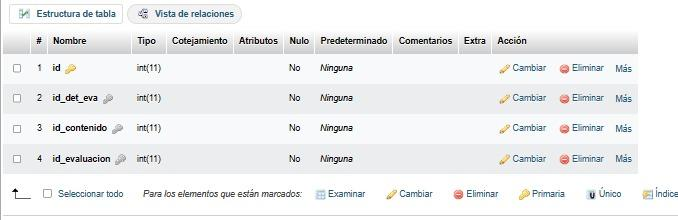 Estructura de tabla Vista de relaciones
# Nombre Tipo Cotejamiento Atributos Nulo Predeterminado Comentarios Extra Acción
1 id int(11) No Ninguna Cambiar Eliminar Más
2 id_det_eva int(11) No Ninguna Cambiar Eliminar Más
3 id_contenido int(11) No Ninguna Cambiar Eliminar Más
4 id_evaluacion int(11) No Ninguna Cambiar Eliminar Más
Seleccionar todo Para los elementos que están marcados: Examinar Cambiar Eliminar Primaria Único Índice